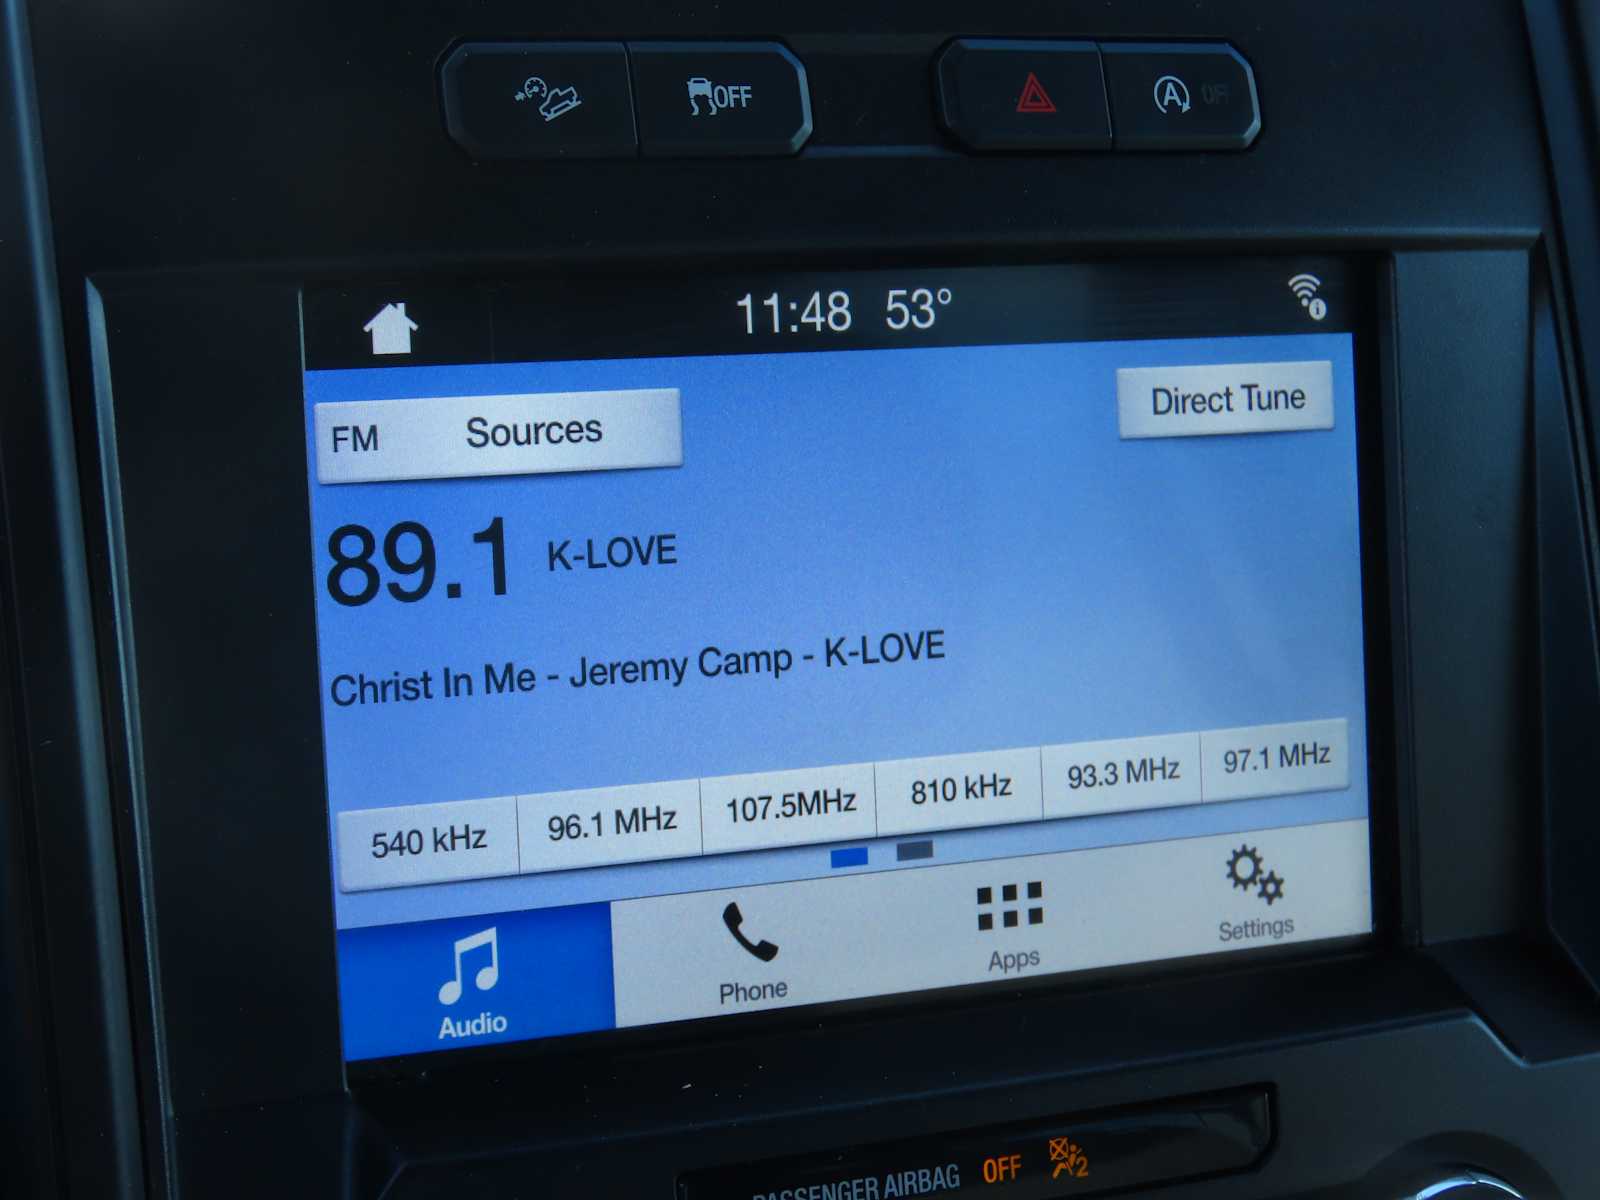 OFF
A OFF
11:48 53°
FM Sources
Direct Tune
89.1 K-LOVE
Christ In Me - Jeremy Camp - K-LOVE
540 kHz 96.1 MHz 107.5MHz 810 kHz 93.3 MHz 97.1 MHz
Audio Phone Apps Settings
PASSENGER AIRBAG OFF 2